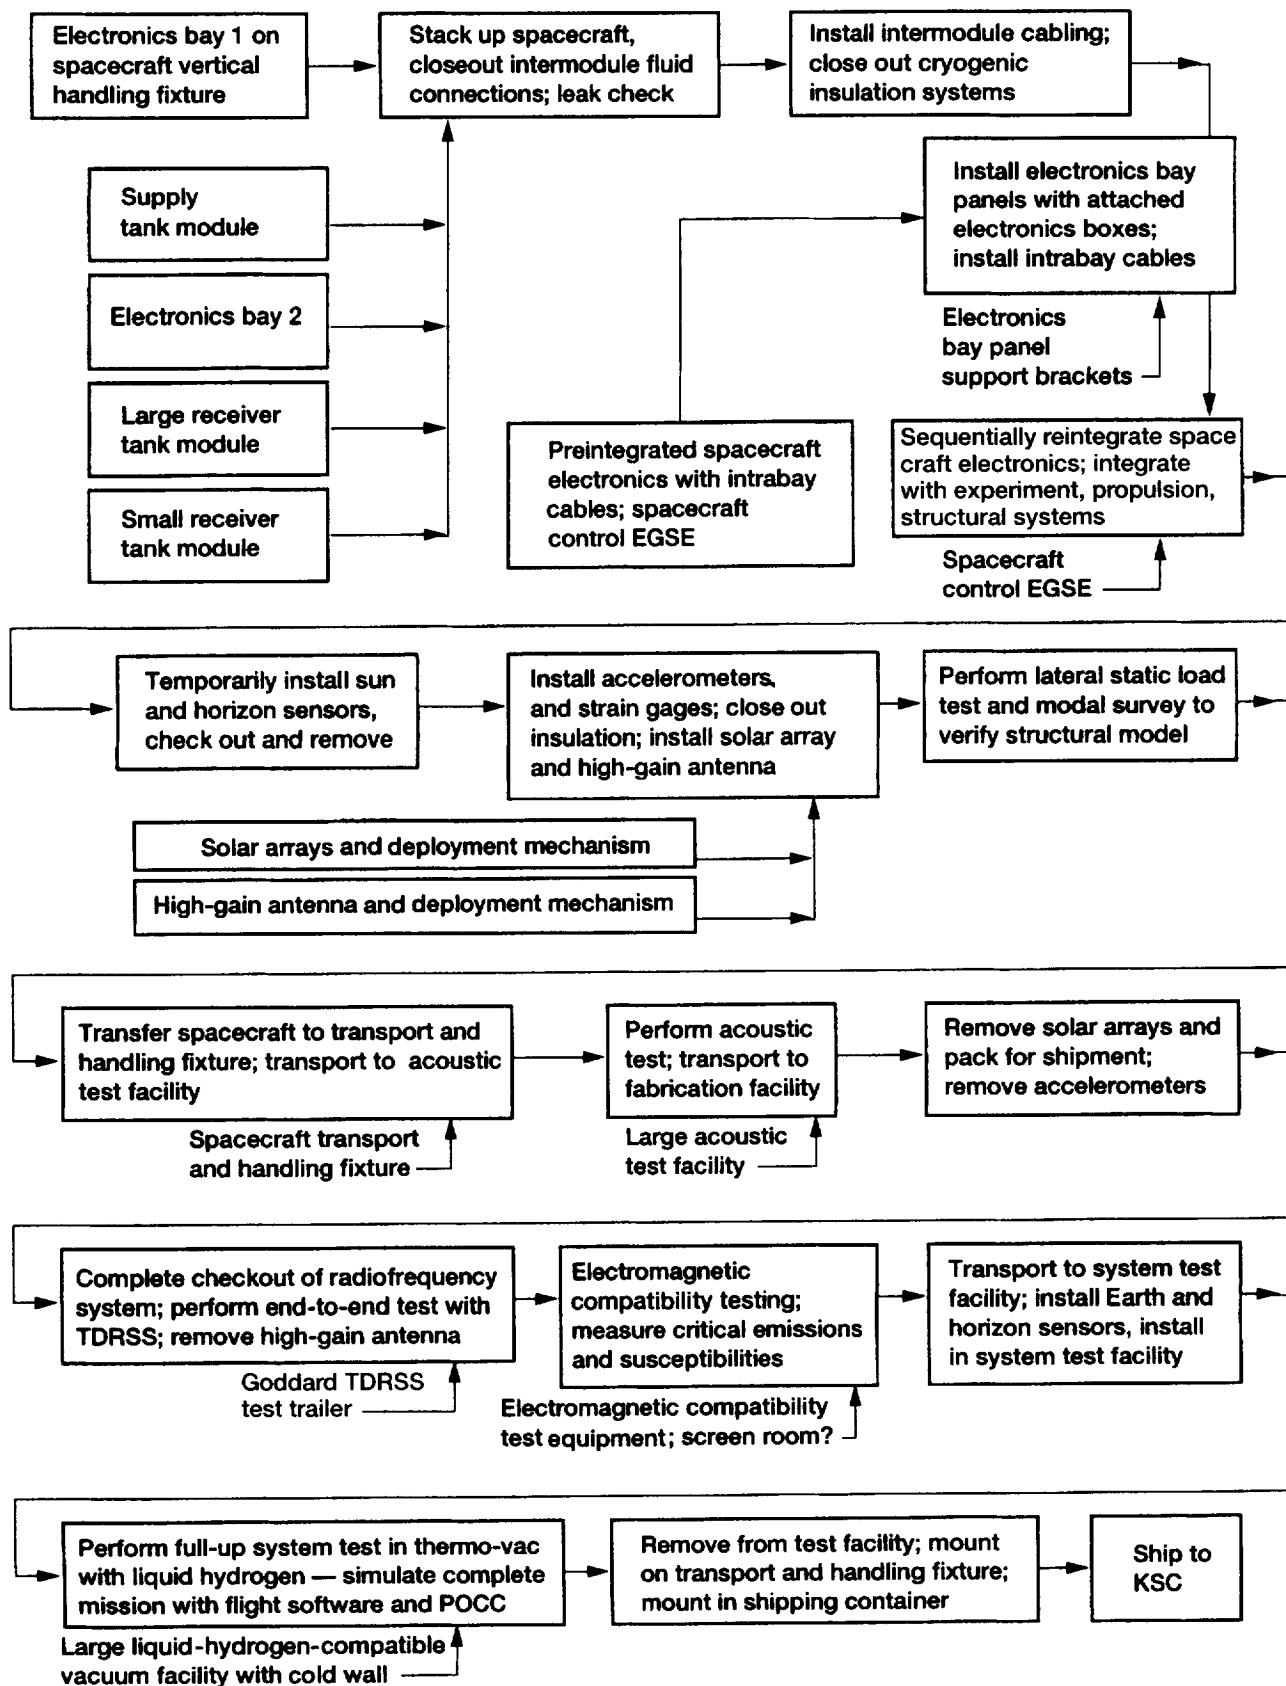 Electronics bay 1 on
spacecraft vertical
handling fixture
Stack up spacecraft,
closeout intermodule fluid
connections; leak check
Install intermodule cabling;
close out cryogenic
insulation systems
Supply
tank module
Electronics bay 2
Large receiver
tank module
Small receiver
tank module
Install electronics bay
panels with attached
electronics boxes;
install intrabay cables
Electronics
bay panel
support brackets
Preintegrated spacecraft
electronics with intrabay
cables; spacecraft
control EGSE
Sequentially reintegrate space
craft electronics; integrate
with experiment, propulsion,
structural systems
Spacecraft
control EGSE
Temporarily install sun
and horizon sensors,
check out and remove
Install accelerometers,
and strain gages; close out
insulation; install solar array
and high-gain antenna
Perform lateral static load
test and modal survey to
verify structural model
Solar arrays and deployment mechanism
High-gain antenna and deployment mechanism
Transfer spacecraft to transport and
handling fixture; transport to acoustic
test facility
Spacecraft transport
and handling fixture
Perform acoustic
test; transport to
fabrication facility
Large acoustic
test facility
Remove solar arrays and
pack for shipment;
remove accelerometers
Complete checkout of radiofrequency
system; perform end-to-end test with
TDRSS; remove high-gain antenna
Goddard TDRSS
test trailer
Electromagnetic
compatibility testing;
measure critical emissions
and susceptibilities
Electromagnetic compatibility
test equipment; screen room?
Transport to system test
facility; install Earth and
horizon sensors, install
in system test facility
Perform full-up system test in thermo-vac
with liquid hydrogen — simulate complete
mission with flight software and POCC
Large liquid-hydrogen-compatible
vacuum facility with cold wall
Remove from test facility; mount
on transport and handling fixture;
mount in shipping container
Ship to
KSC